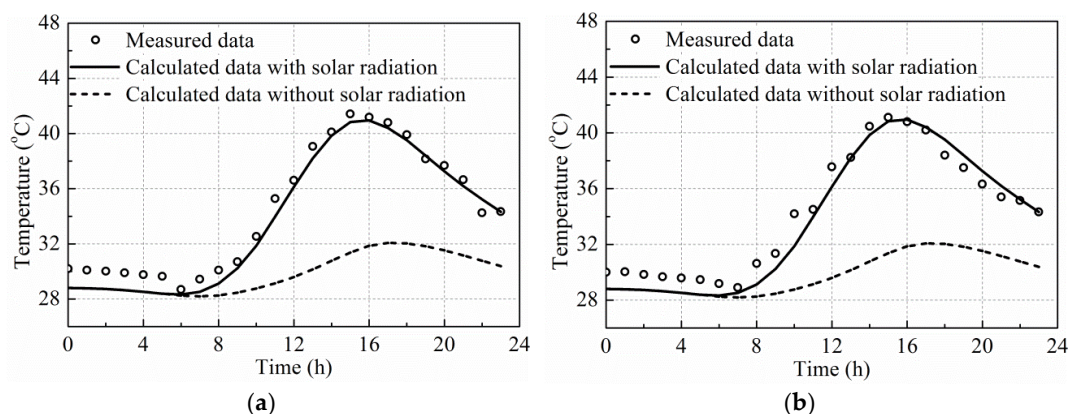 48
44
40
36
32
28
Temperature (°C)
Measured data
Calculated data with solar radiation
Calculated data without solar radiation
0 4 8 12 16 20 24
Time (h)
(a)
48
44
40
36
32
28
Temperature (°C)
Measured data
Calculated data with solar radiation
Calculated data without solar radiation
0 4 8 12 16 20 24
Time (h)
(b)